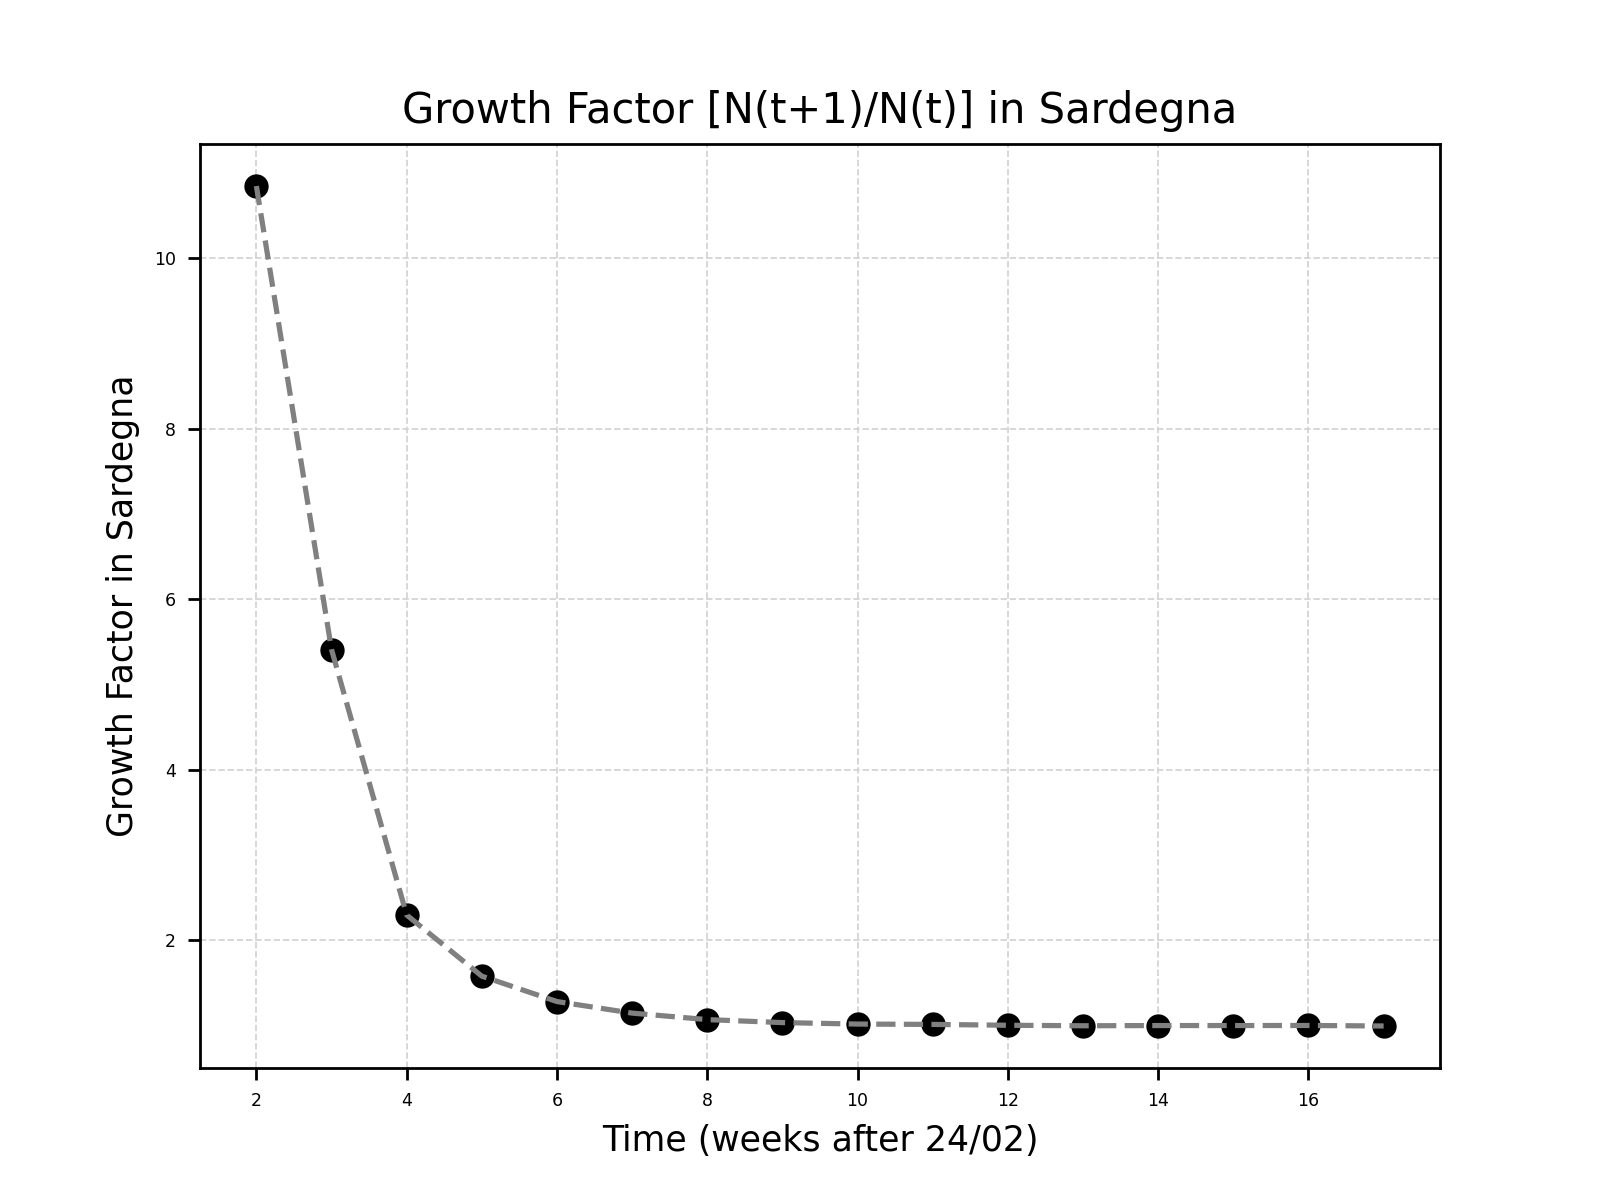 Growth Factor [N(t+1)/N(t)] in Sardegna
Growth Factor in Sardegna
10
8
6
4
2
2 4 6 8 10 12 14 16
Time (weeks after 24/02)